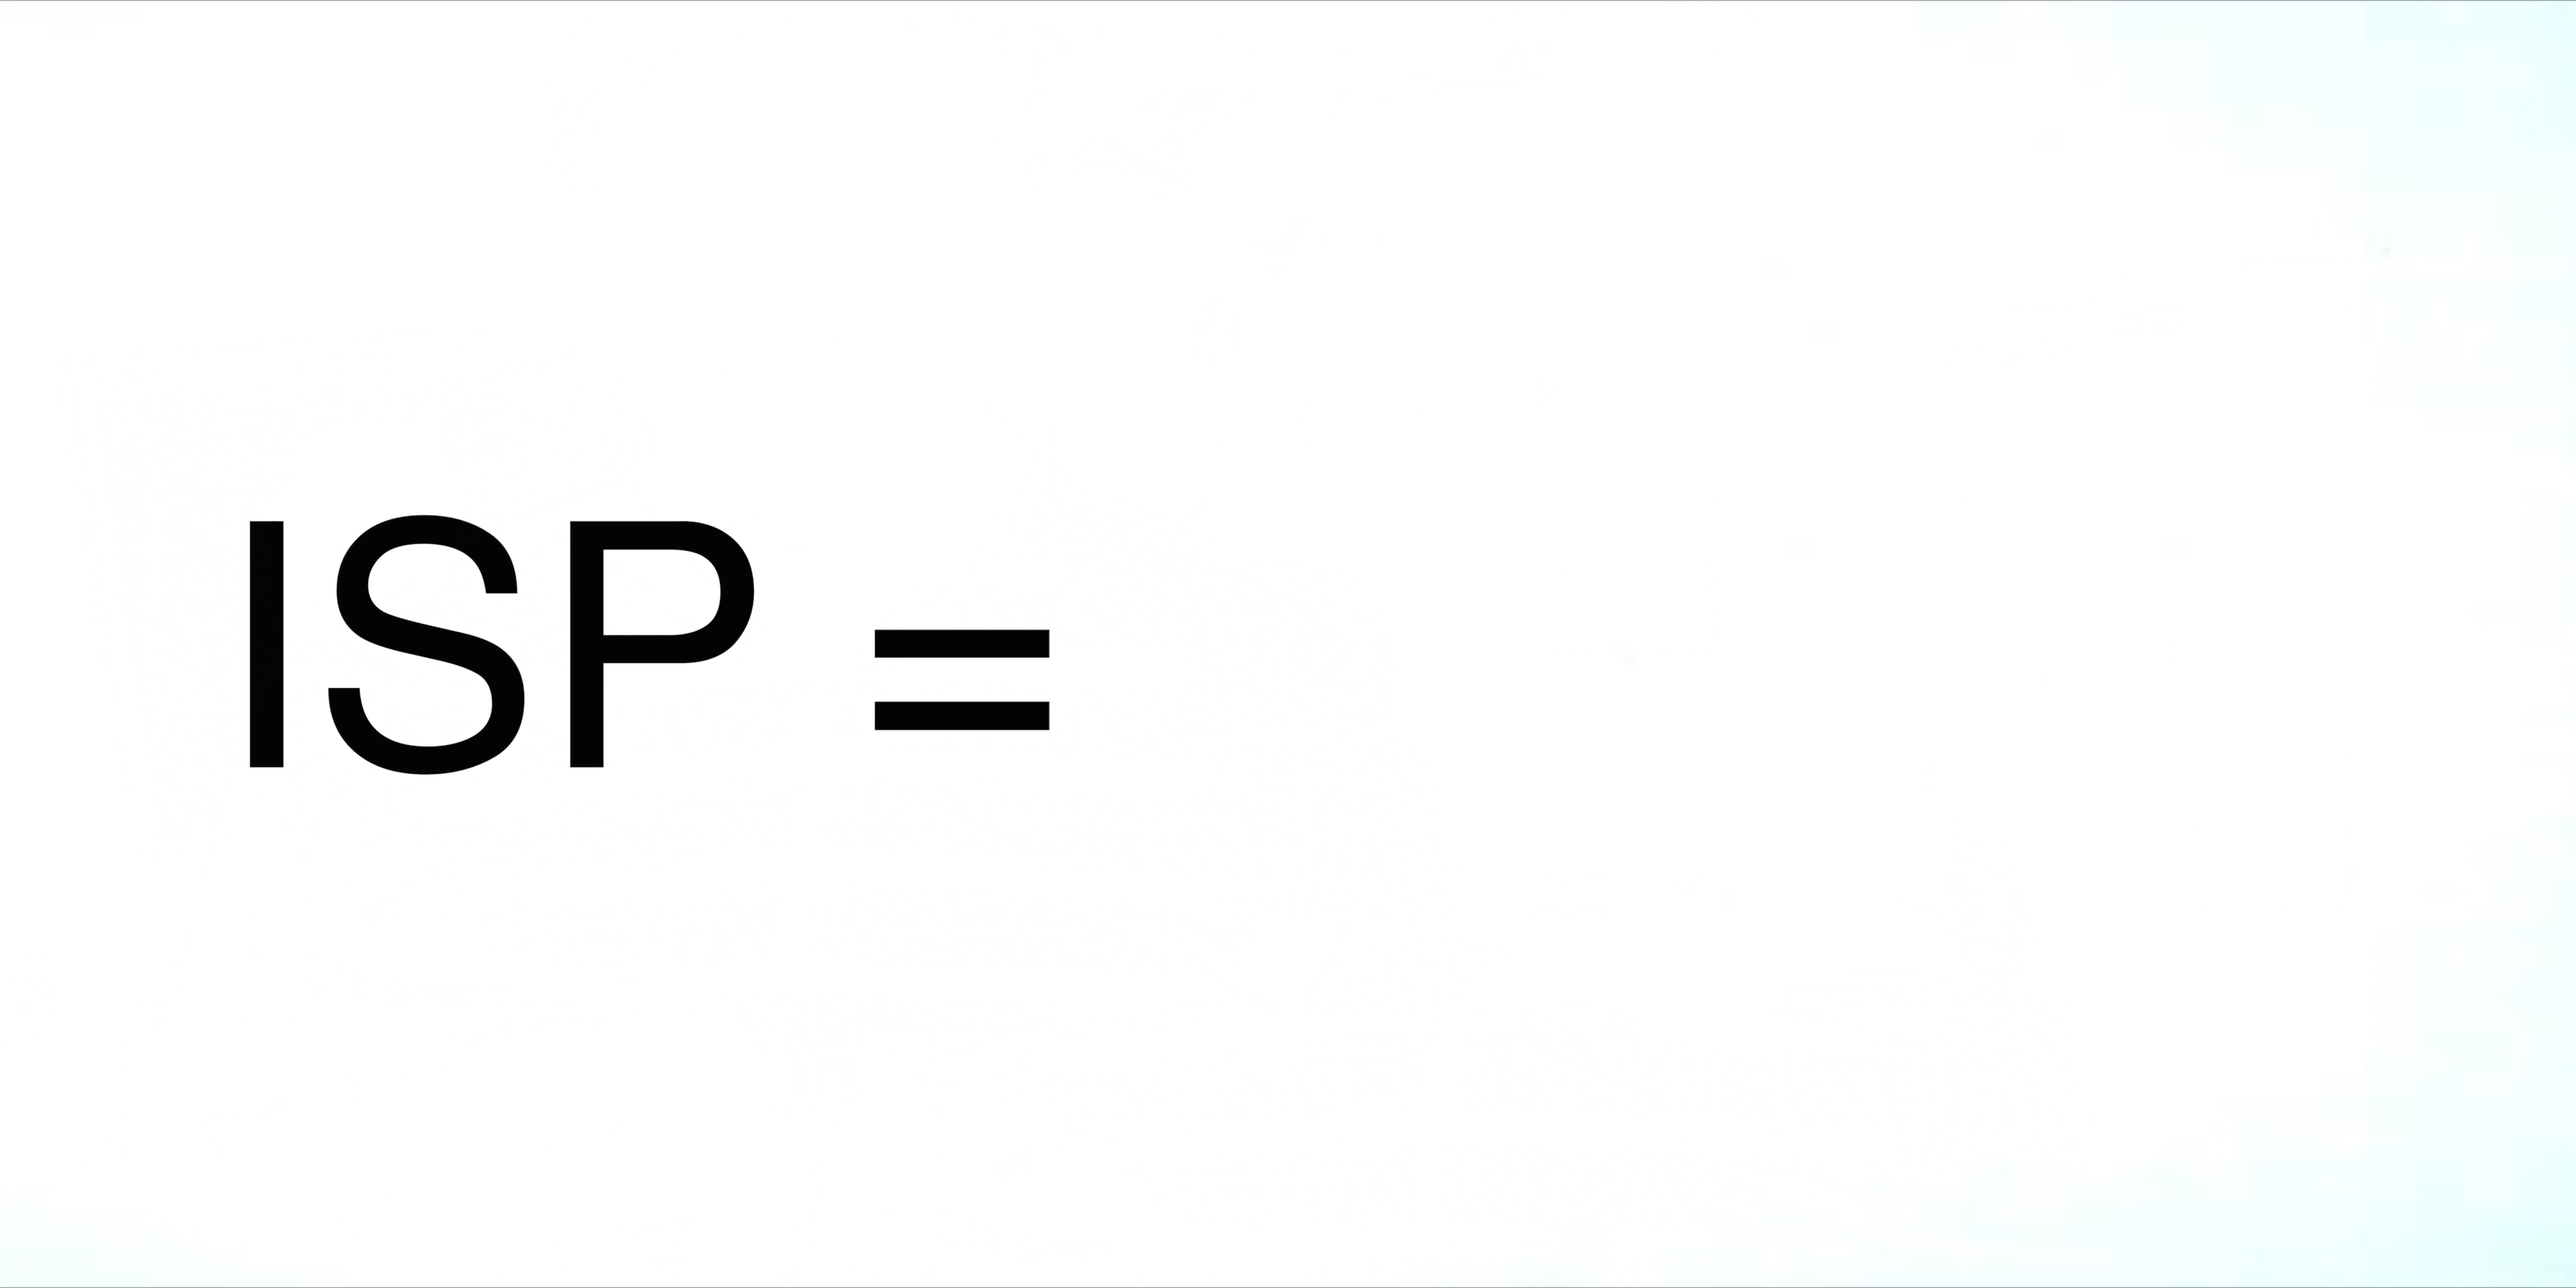 ISP =